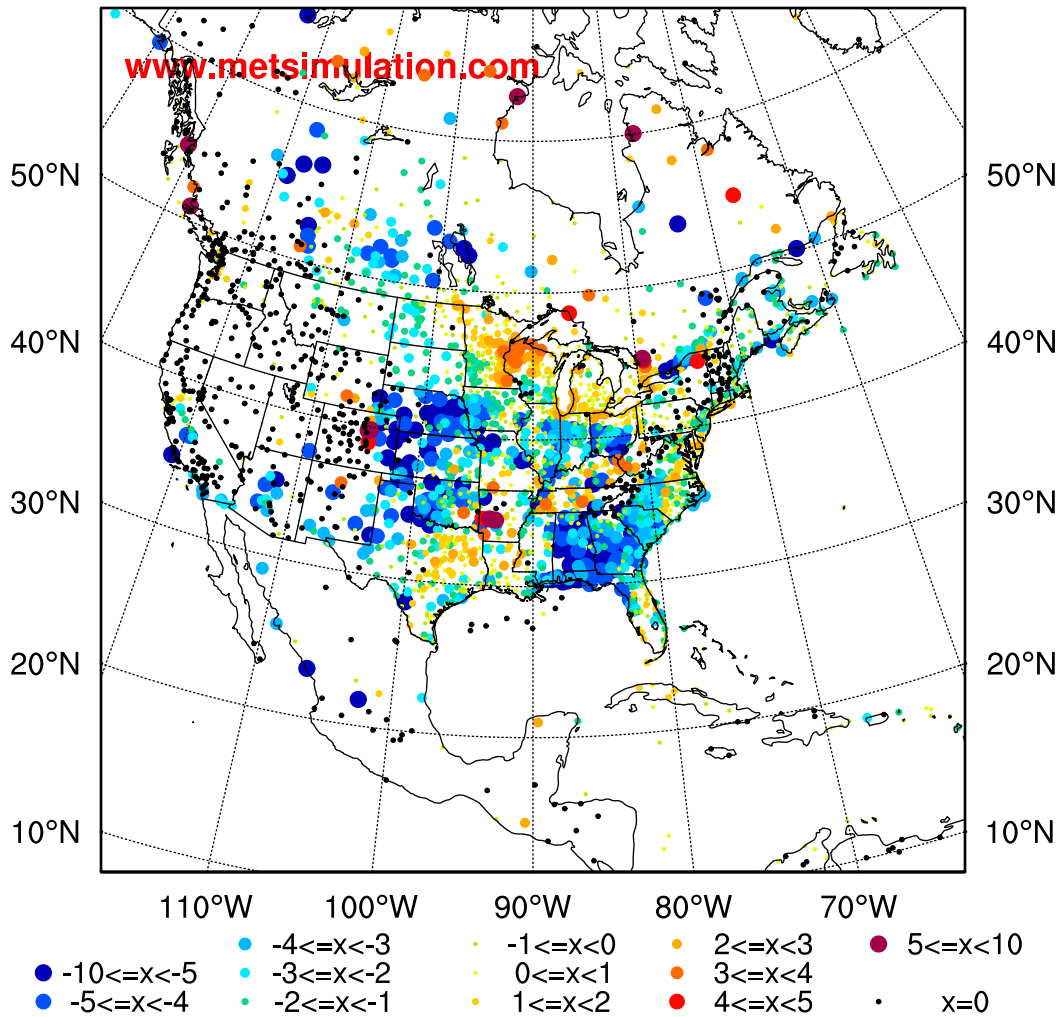 www.metsimulation.com
50°N 50°N
40°N 40°N
30°N 30°N
20°N 20°N
10°N 10°N
110°W 100°W 90°W 80°W 70°W
-4<=x<-3 -1<=x<0 2<=x<3 5<=x<10
-10<=x<-5 -3<=x<-2 0<=x<1 3<=x<4
-5<=x<-4 -2<=x<-1 1<=x<2 4<=x<5 x=0